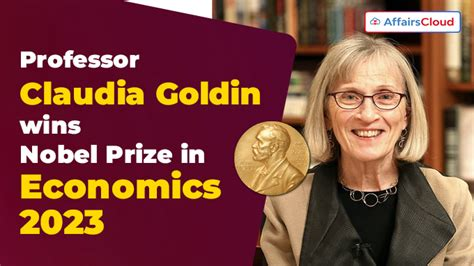 AffairsCloud
Professor
Claudia Goldin
wins
Nobel Prize in
Economics
2023